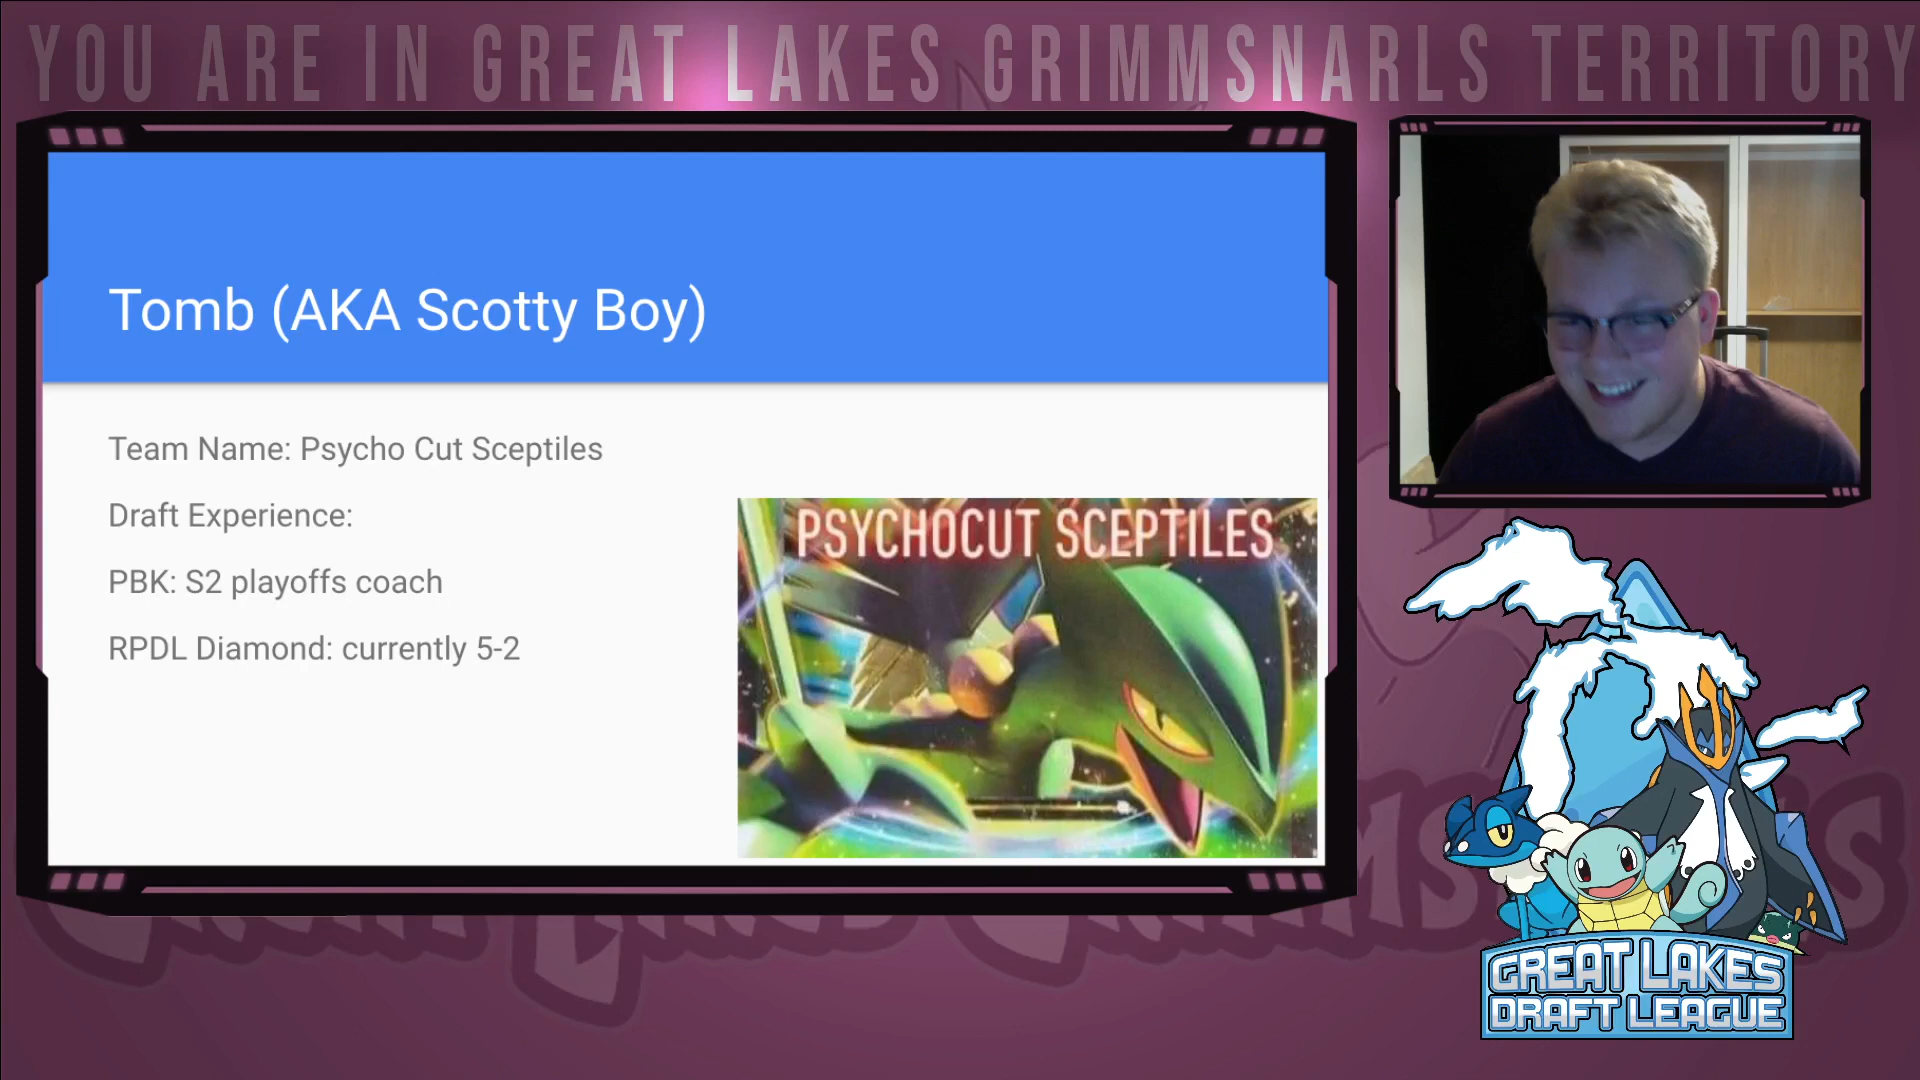 YOU ARE IN GREAT LAKES GRIMMSNARLS TERRITORY
Tomb (AKA Scotty Boy)
Team Name: Psycho Cut Sceptiles
Draft Experience:
PBK: S2 playoffs coach
RPDL Diamond: currently 5-2
PSYCHOCUT SCEPTILES
GREAT LAKES
DRAFT LEAGUE